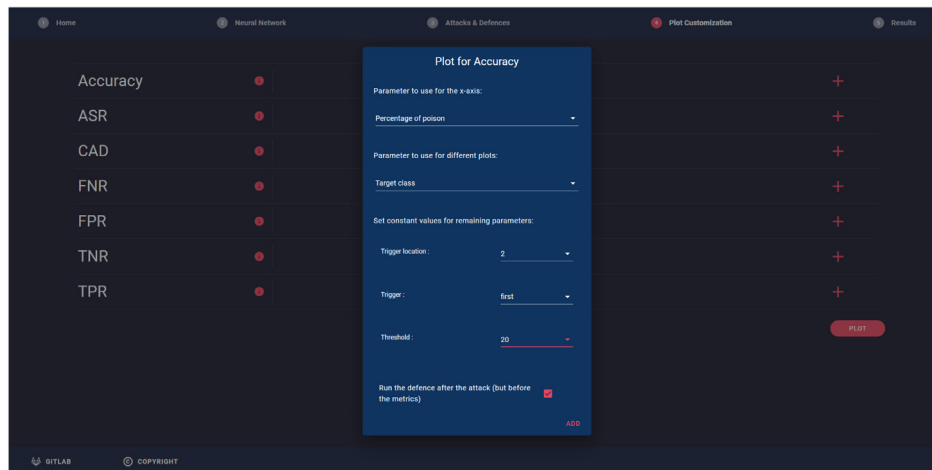 1 Home
2 Neural Network
3 Attacks & Defences
4 Plot Customization
5 Results
Plot for Accuracy
Parameter to use for the x-axis:
Percentage of poison
Parameter to use for different plots:
Target class
Set constant values for remaining parameters:
Trigger location : 2
Trigger : first
Threshold : 20
Run the defence after the attack (but before
the metrics)
ADD
Accuracy
ASR
CAD
FNR
FPR
TNR
TPR
PLOT
GITLAB
© COPYRIGHT